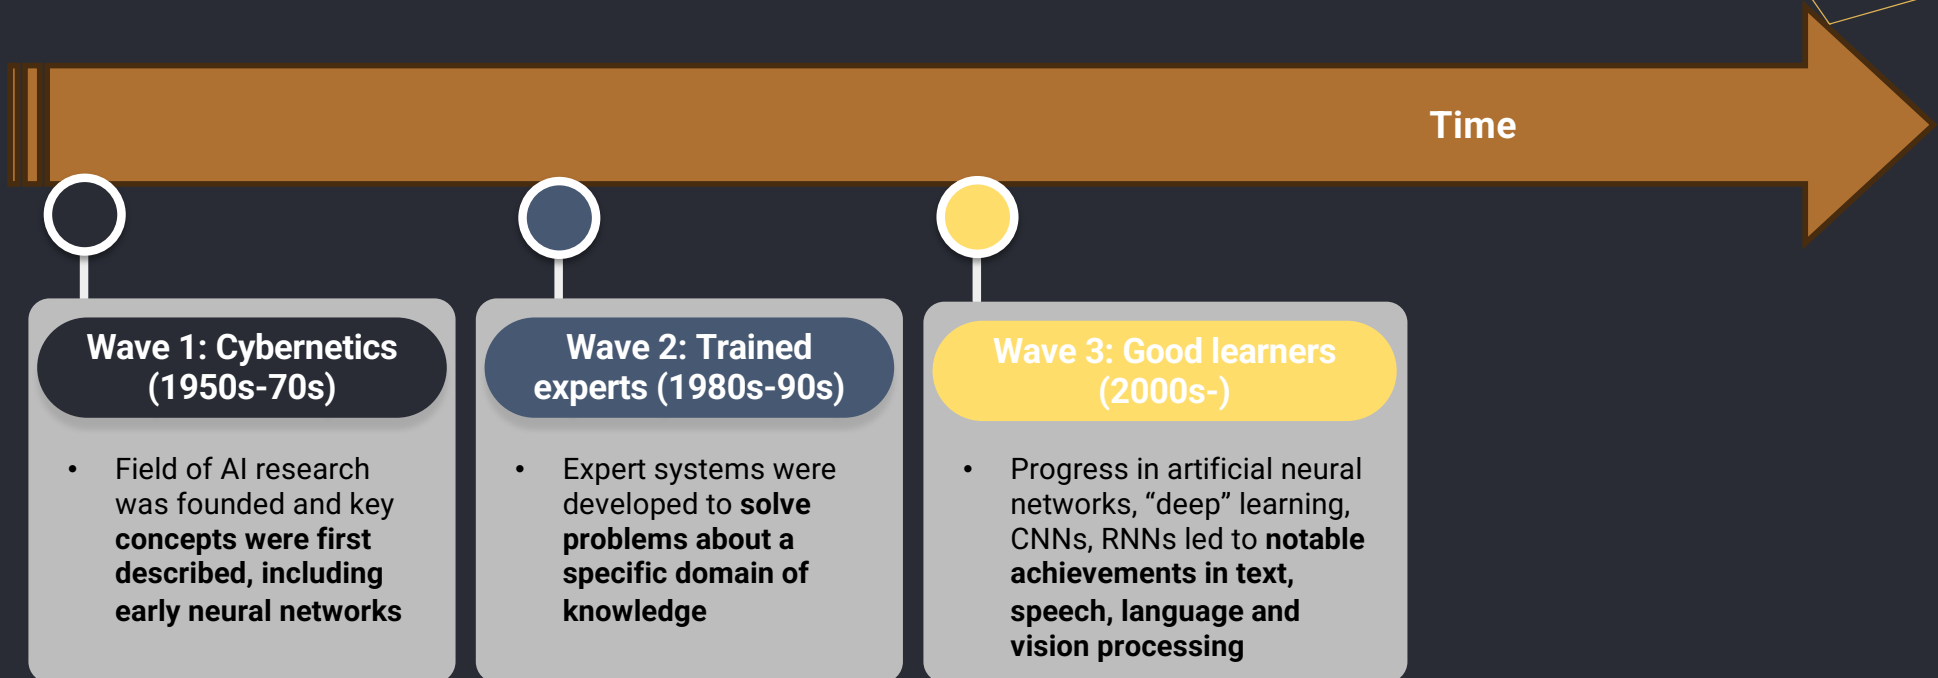 Time
Wave 1: Cybernetics
(1950s-70s)
• Field of AI research
was founded and key
concepts were first
described, including
early neural networks
Wave 2: Trained
experts (1980s-90s)
• Expert systems were
developed to solve
problems about a
specific domain of
knowledge
Wave 3: Good learners
(2000s-)
• Progress in artificial neural
networks, “deep” learning,
CNNs, RNNs led to notable
achievements in text,
speech, language and
vision processing